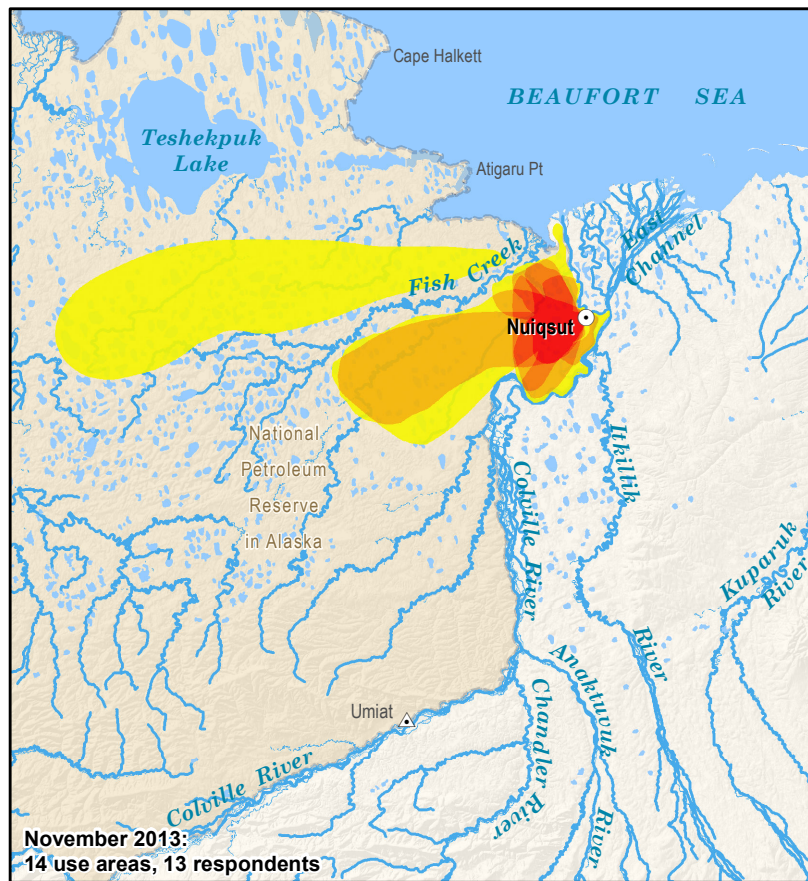 Cape Halkett
BEAUFORT SEA
Teshekpuk
Lake
Atigaru Pt
East
Channel
Fish Creek
Nuiqsut
National
Petroleum
Reserve
in Alaska
Colville River
Itkillik
River
Kuparuk
River
Anaktuvuk
River
Chandler
River
Umiat
Colville River
November 2013:
14 use areas, 13 respondents